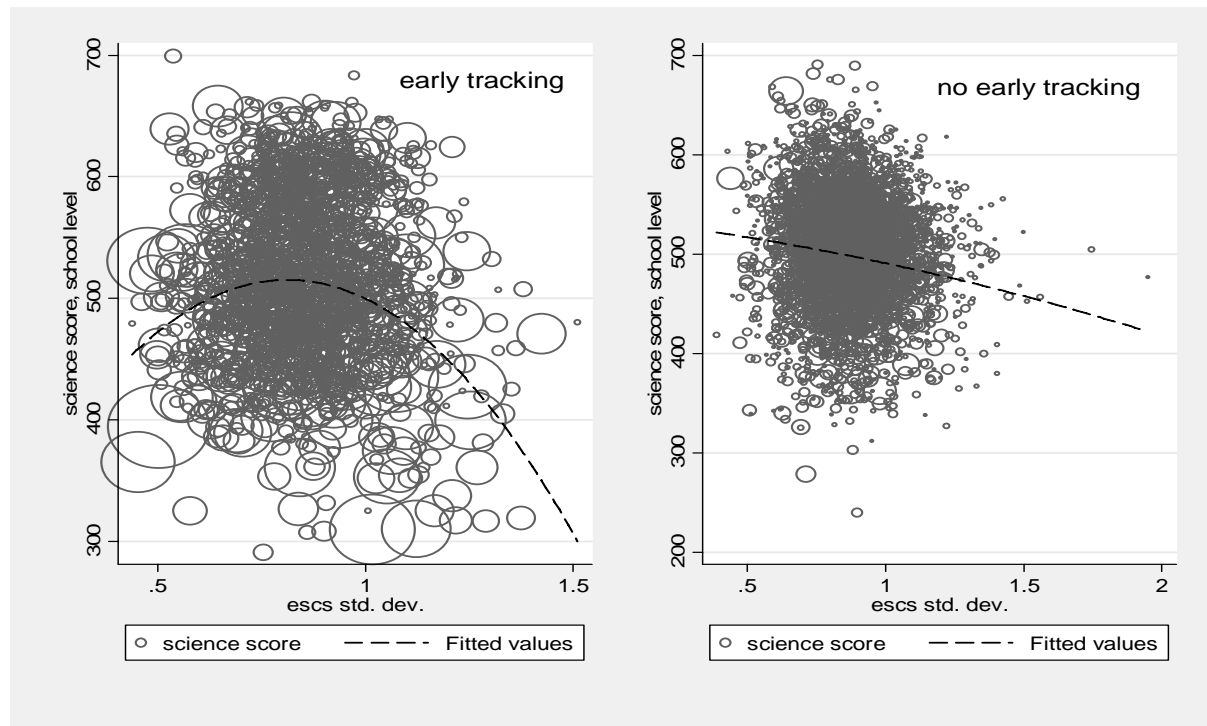 early tracking
science score, school level
700
600
500
400
300
.5
1
1.5
escs std. dev.
science score
Fitted values
no early tracking
science score, school level
700
600
500
400
300
200
.5
1
1.5
2
escs std. dev.
science score
Fitted values